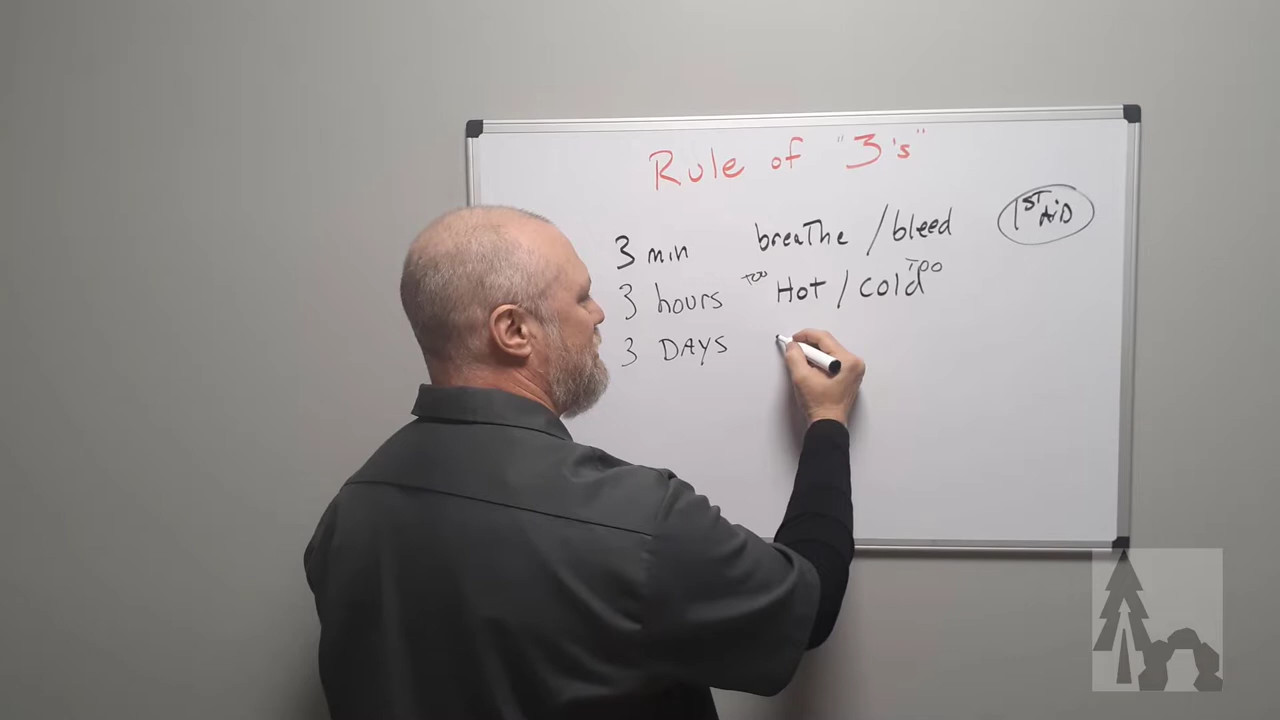 Rule of "3's"
3 min breathe / bleed 1ST AiD
3 hours too Hot / cold TOO
3 DAYS